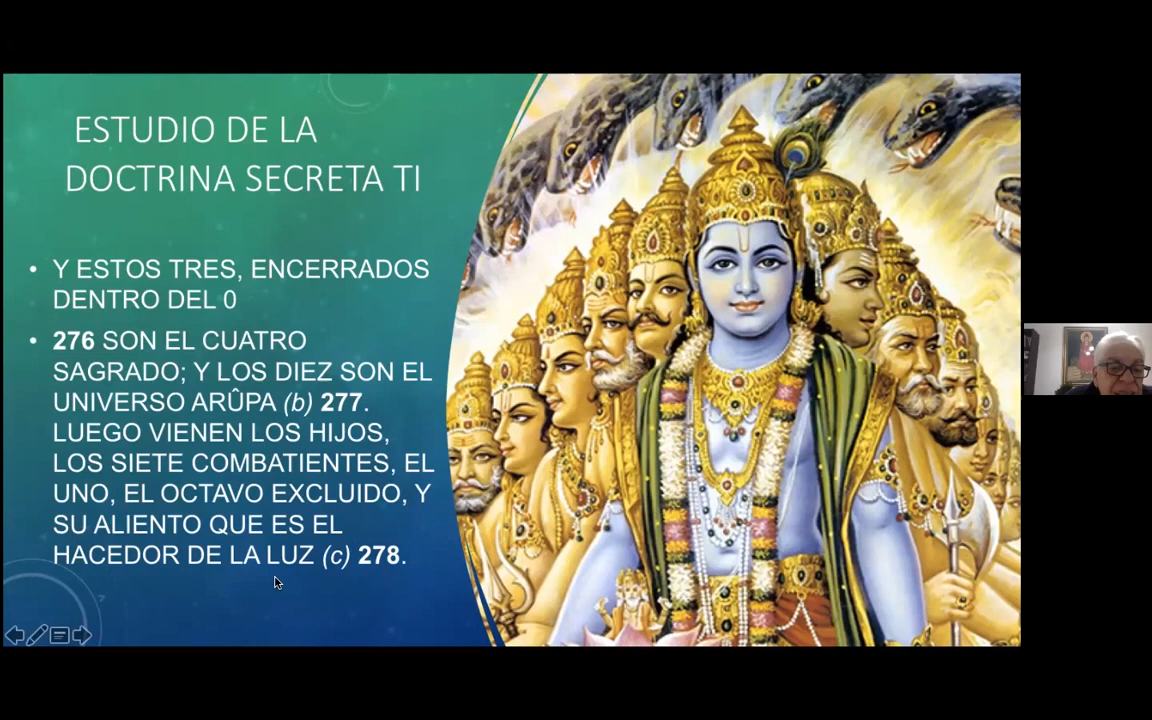 ESTUDIO DE LA
DOCTRINA SECRETA TI
• Y ESTOS TRES, ENCERRADOS
DENTRO DEL 0
• 276 SON EL CUATRO
SAGRADO; Y LOS DIEZ SON EL
UNIVERSO ARÛPA (b) 277.
LUEGO VIENEN LOS HIJOS,
LOS SIETE COMBATIENTES, EL
UNO, EL OCTAVO EXCLUIDO, Y
SU ALIENTO QUE ES EL
HACEDOR DE LA LUZ (c) 278.